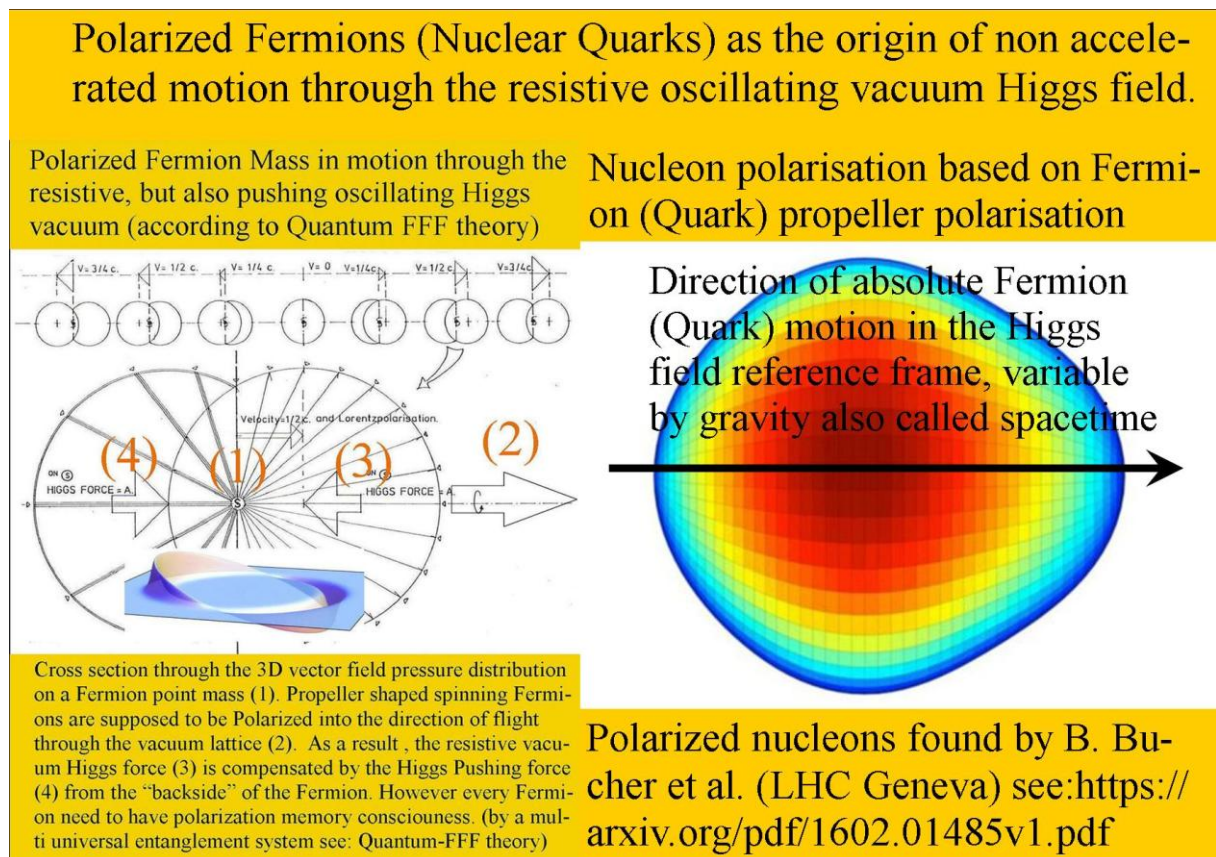 Polarized Fermions (Nuclear Quarks) as the origin of non accele-
rated motion through the resistive oscillating vacuum Higgs field.
Polarized Fermion Mass in motion through the
resistive, but also pushing oscillating Higgs
vacuum (according to Quantum FFF theory)
V=3/4 c. V=1/2 c. V=1/4 c. V=0 V=1/4c. V=1/2c. V=3/4c.
+ S S S S S S+ S +
Velocity=1/2 c. and Lorentzpolarisation.
(4) (1) (3) (2)
ON S
HIGGS FORCE = A.
S
ON S
HIGGS FORCE = A.
Cross section through the 3D vector field pressure distribution
on a Fermion point mass (1). Propeller shaped spinning Fermi-
ons are supposed to be Polarized into the direction of flight
through the vacuum lattice (2). As a result , the resistive vacu-
um Higgs force (3) is compensated by the Higgs Pushing force
(4) from the “backside” of the Fermion. However every Fermi-
on need to have polarization memory consciouness. (by a mul-
ti universal entanglement system see: Quantum-FFF theory)
Nucleon polarisation based on Fermi-
on (Quark) propeller polarisation
Direction of absolute Fermion
(Quark) motion in the Higgs
field reference frame, variable
by gravity also called spacetime
Polarized nucleons found by B. Bu-
cher et al. (LHC Geneva) see:https://
arxiv.org/pdf/1602.01485v1.pdf